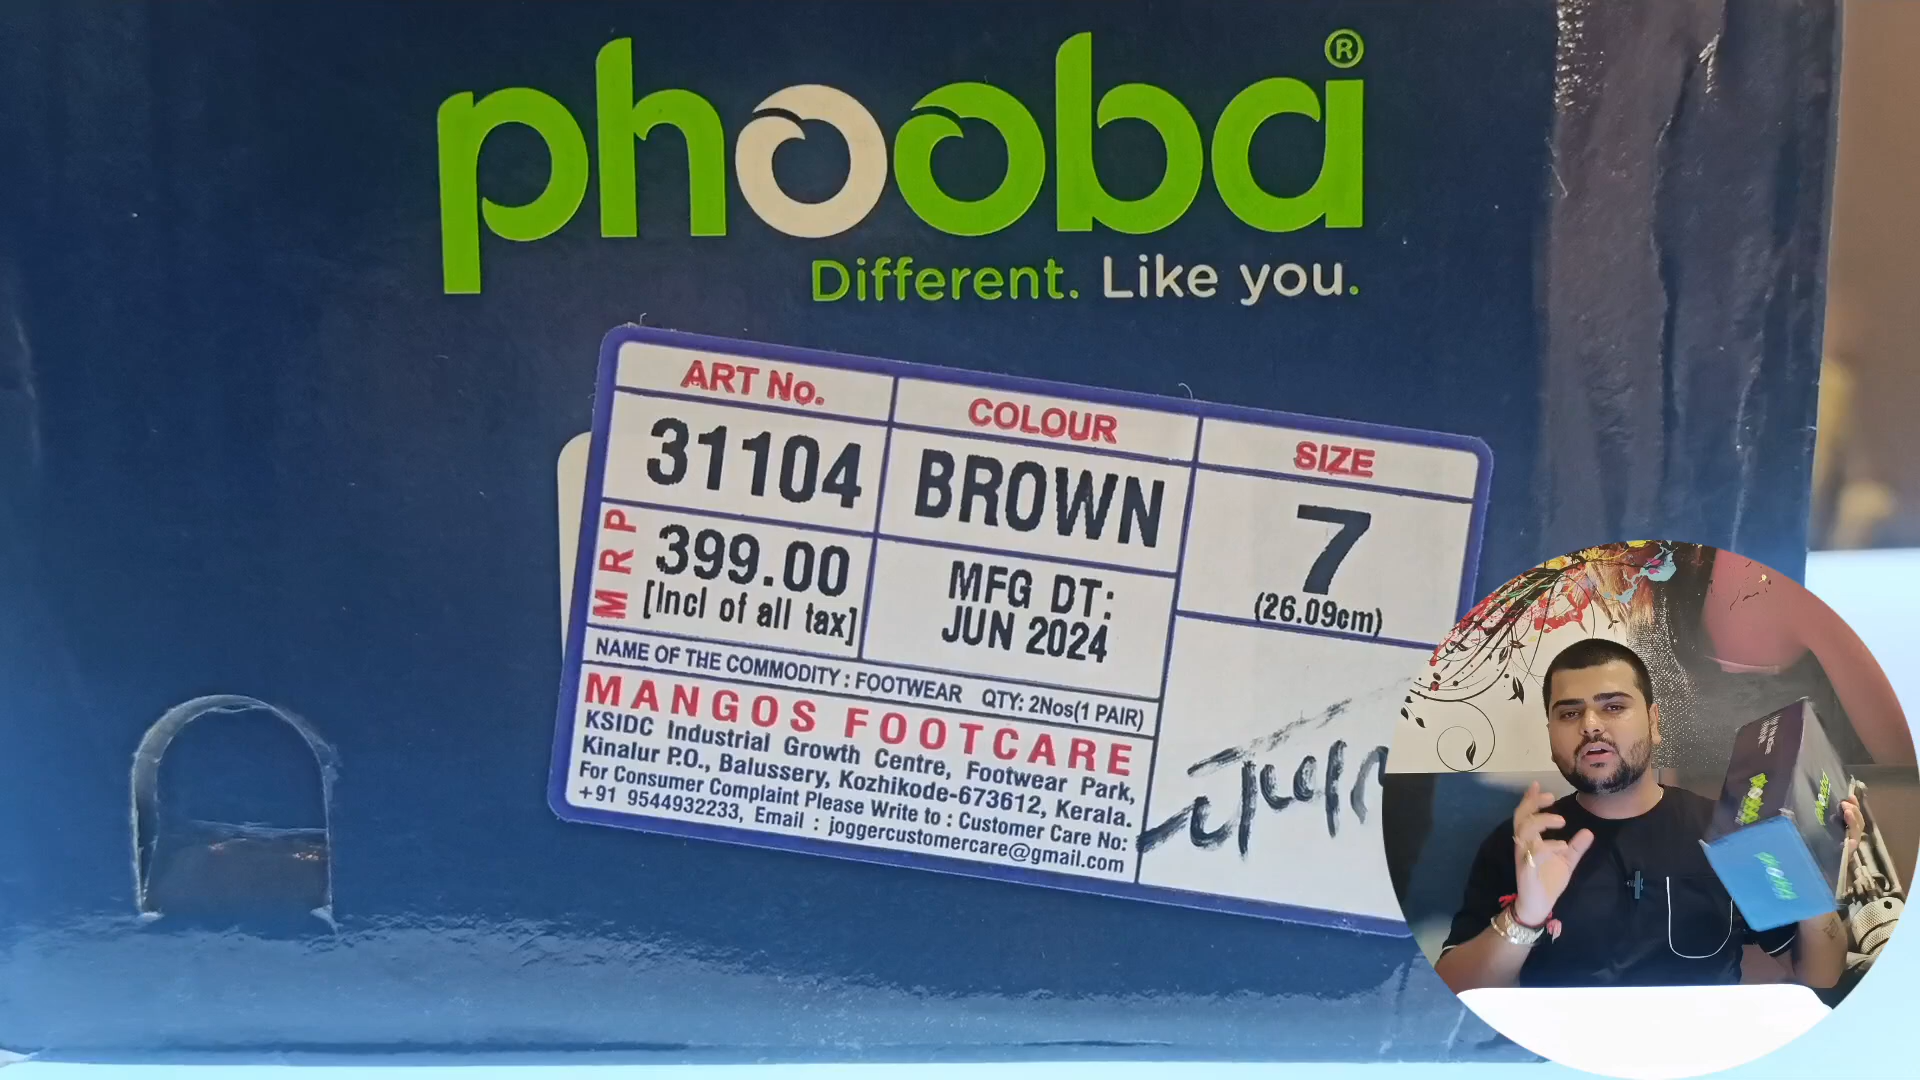 phooba®
Different. Like you.
ART No.
COLOUR
SIZE
31104
BROWN
7
(26.09cm)
MRP
399.00
[Incl of all tax]
MFG DT:
JUN 2024
NAME OF THE COMMODITY : FOOTWEAR QTY: 2Nos(1 PAIR)
MANGOS FOOTCARE
KSIDC Industrial Growth Centre, Footwear Park,
Kinalur P.O., Balussery, Kozhikode-673612, Kerala.
For Consumer Complaint Please Write to : Customer Care No:
+91 9544932233, Email : joggercustomercare@gmail.com
phooba